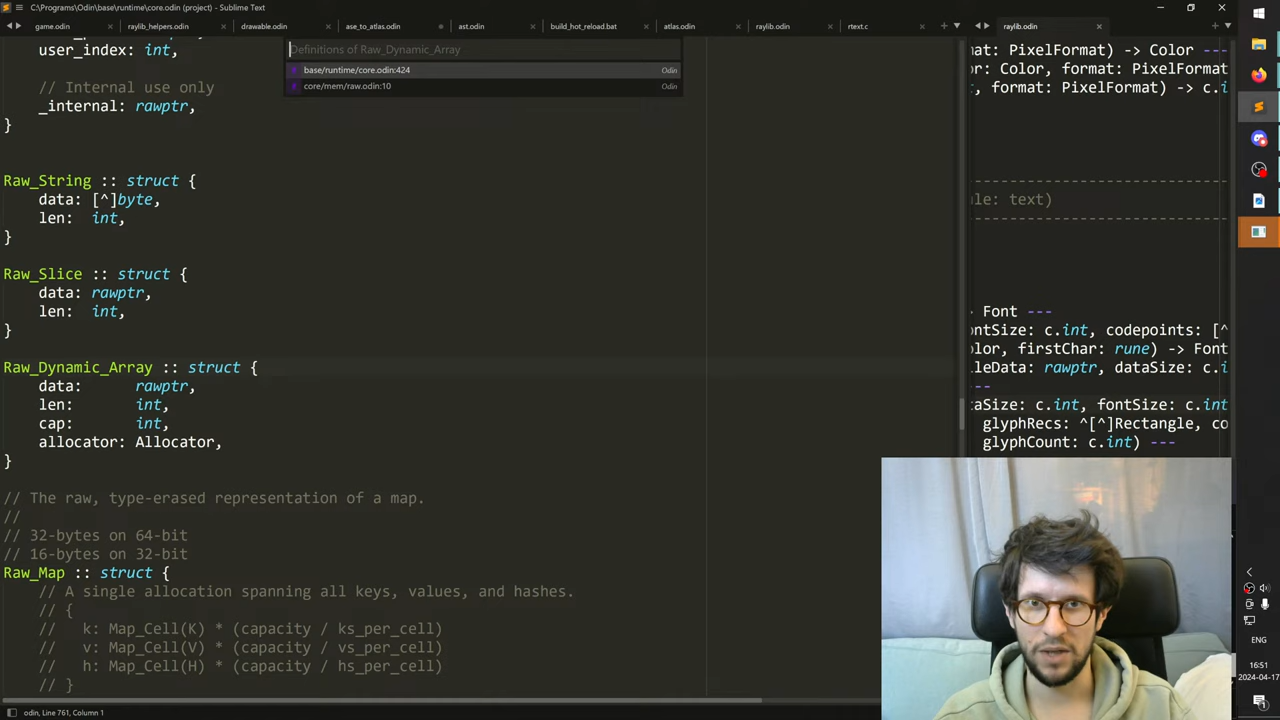 C:\Programs\Odin\base\runtime\core.odin (project) - Sublime Text
game.odin
raylib_helpers.odin
drawable.odin
ase_to_atlas.odin
ast.odin
build_hot_reload.bat
atlas.odin
raylib.odin
rtext.c
raylib.odin
user_index: int,
// Internal use only
_internal: rawptr,
}
Definitions of Raw_Dynamic_Array
base/runtime/core.odin:424 Odin
core/mem/raw.odin:10 Odin
Raw_String :: struct {
data: [^]byte,
len: int,
}
Raw_Slice :: struct {
data: rawptr,
len: int,
}
Raw_Dynamic_Array :: struct {
data: rawptr,
len: int,
cap: int,
allocator: Allocator,
}
// The raw, type-erased representation of a map.
//
// 32-bytes on 64-bit
// 16-bytes on 32-bit
Raw_Map :: struct {
// A single allocation spanning all keys, values, and hashes.
// {
// k: Map_Cell(K) * (capacity / ks_per_cell)
// v: Map_Cell(V) * (capacity / vs_per_cell)
// h: Map_Cell(H) * (capacity / hs_per_cell)
// }
mat: PixelFormat) -> Color ---
or: Color, format: PixelFormat)
, format: PixelFormat) -> c.i
le: text)
Font ---
ontSize: c.int, codepoints: [^
olor, firstChar: rune) -> Font
leData: rawptr, dataSize: c.i
---
taSize: c.int, fontSize: c.int
glyphRecs: ^[^]Rectangle, co
glyphCount: c.int) ---
odin, Line 761, Column 1
ENG
16:51
2024-04-17